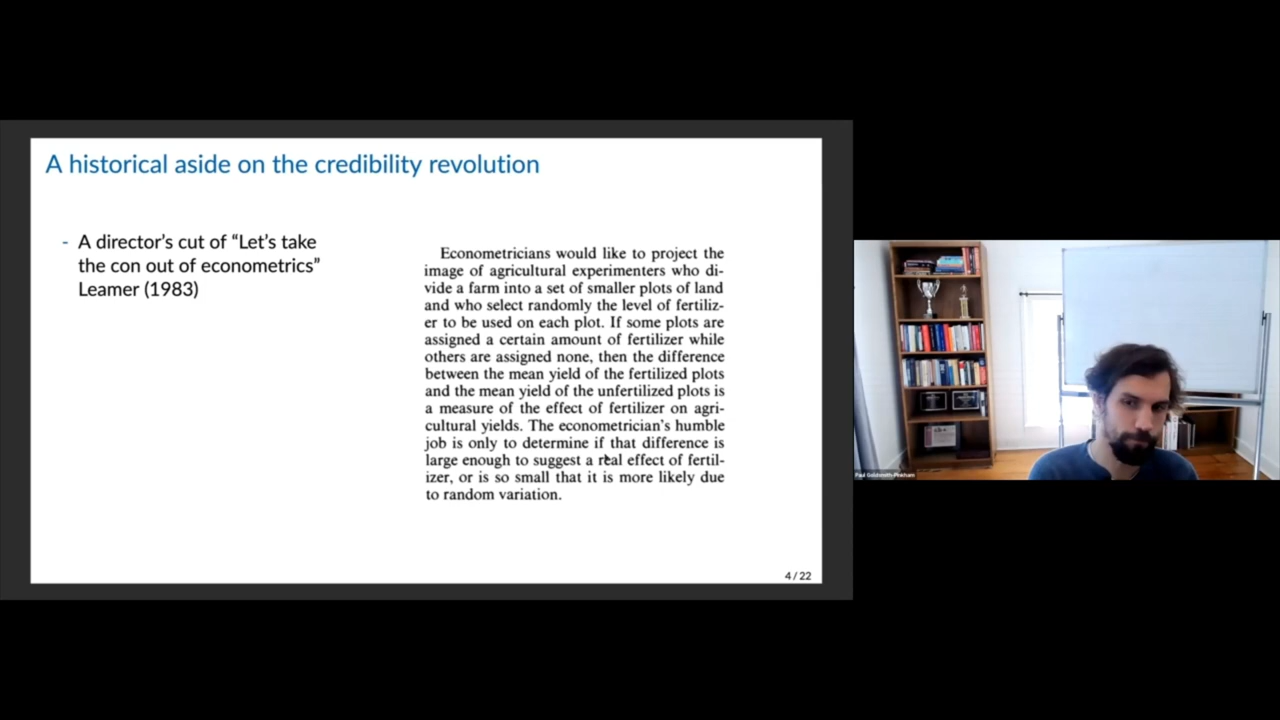 A historical aside on the credibility revolution
- A director's cut of “Let's take
the con out of econometrics”
Leamer (1983)
Econometricians would like to project the
image of agricultural experimenters who di-
vide a farm into a set of smaller plots of land
and who select randomly the level of fertiliz-
er to be used on each plot. If some plots are
assigned a certain amount of fertilizer while
others are assigned none, then the difference
between the mean yield of the fertilized plots
and the mean yield of the unfertilized plots is
a measure of the effect of fertilizer on agri-
cultural yields. The econometrician's humble
job is only to determine if that difference is
large enough to suggest a real effect of fertil-
izer, or is so small that it is more likely due
to random variation.
4 / 22
Paul Goldsmith-Pinkham